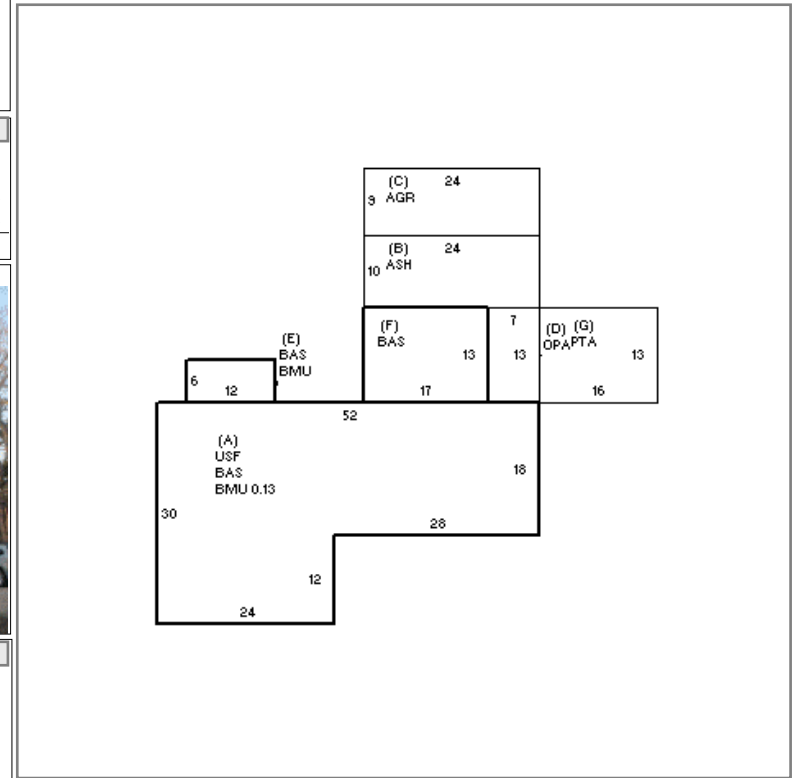 (C) 24
9 AGR
(B) 24
10 ASH
7
(F)
BAS
13
13
(D) (G)
OPAPTA
13
(E)
BAS
BMU
6
12
17
16
52
(A)
USF
BAS
BMU 0.13
18
30
28
12
24